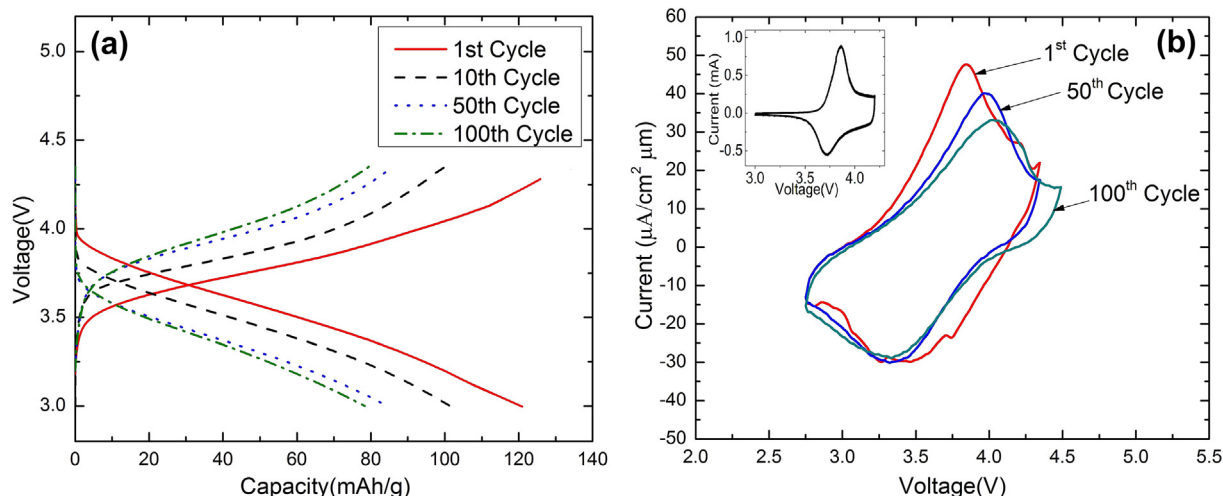 (a)
1st Cycle
10th Cycle
50th Cycle
100th Cycle
Voltage(V)
5.0
4.5
4.0
3.5
3.0
0 20 40 60 80 100 120 140
Capacity(mAh/g)
(b)
1st Cycle
50th Cycle
100th Cycle
Current (µA/cm² µm)
60
50
40
30
20
10
0
-10
-20
-30
-40
-50
2.0 2.5 3.0 3.5 4.0 4.5 5.0 5.5
Voltage(V)
Current (mA)
1.0
0.5
0.0
-0.5
3.0 3.5 4.0
Voltage(V)